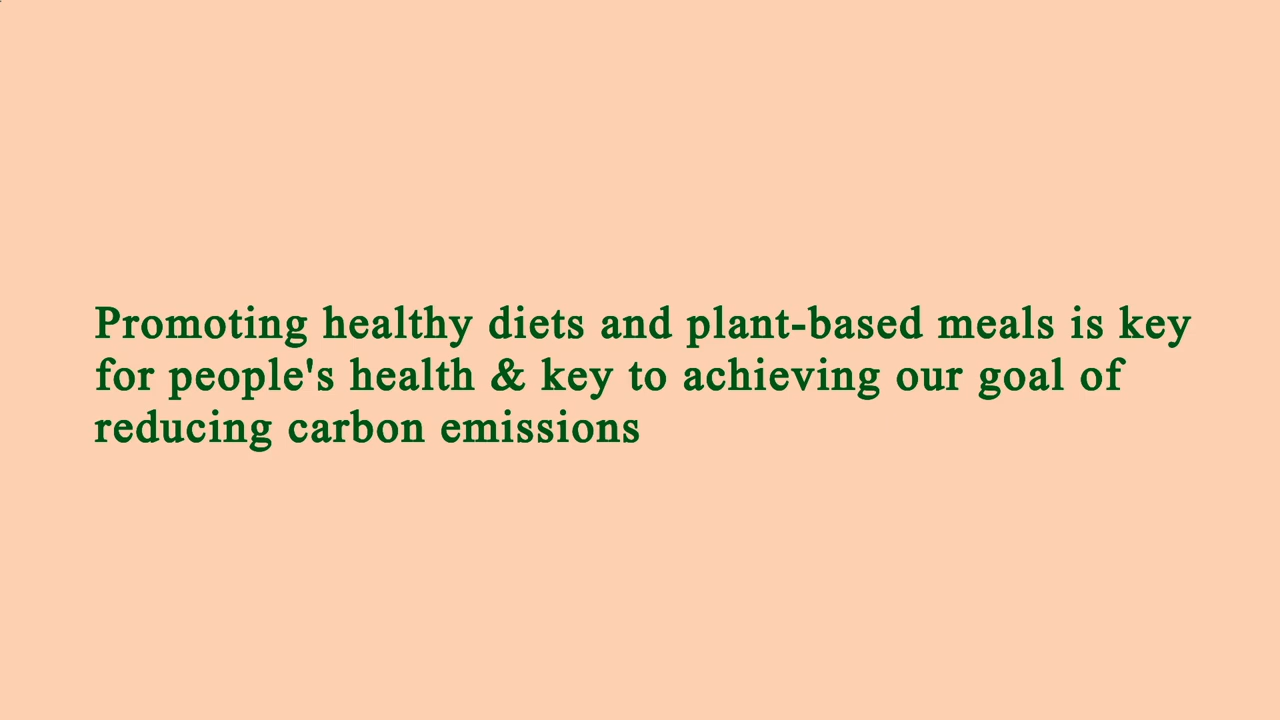 Promoting healthy diets and plant-based meals is key
for people's health & key to achieving our goal of
reducing carbon emissions